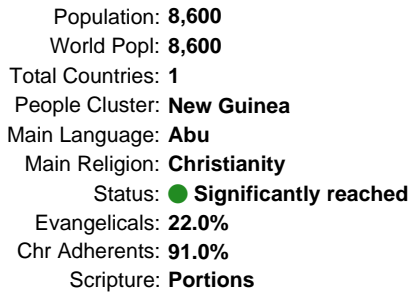 Population: 8,600
World Popl: 8,600
Total Countries: 1
People Cluster: New Guinea
Main Language: Abu
Main Religion: Christianity
Status: Significantly reached
Evangelicals: 22.0%
Chr Adherents: 91.0%
Scripture: Portions